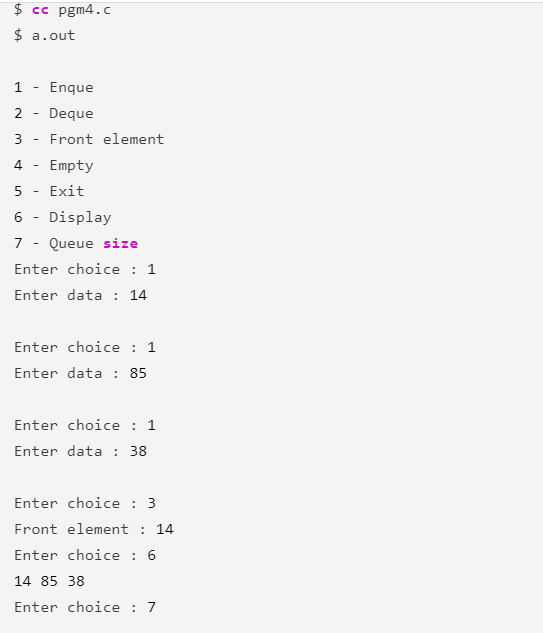 $ cc pgm4.c
$ a.out
1 - Enque
2 - Deque
3 - Front element
4 - Empty
5 - Exit
6 - Display
7 - Queue size
Enter choice : 1
Enter data : 14
Enter choice : 1
Enter data : 85
Enter choice : 1
Enter data : 38
Enter choice : 3
Front element : 14
Enter choice : 6
14 85 38
Enter choice : 7